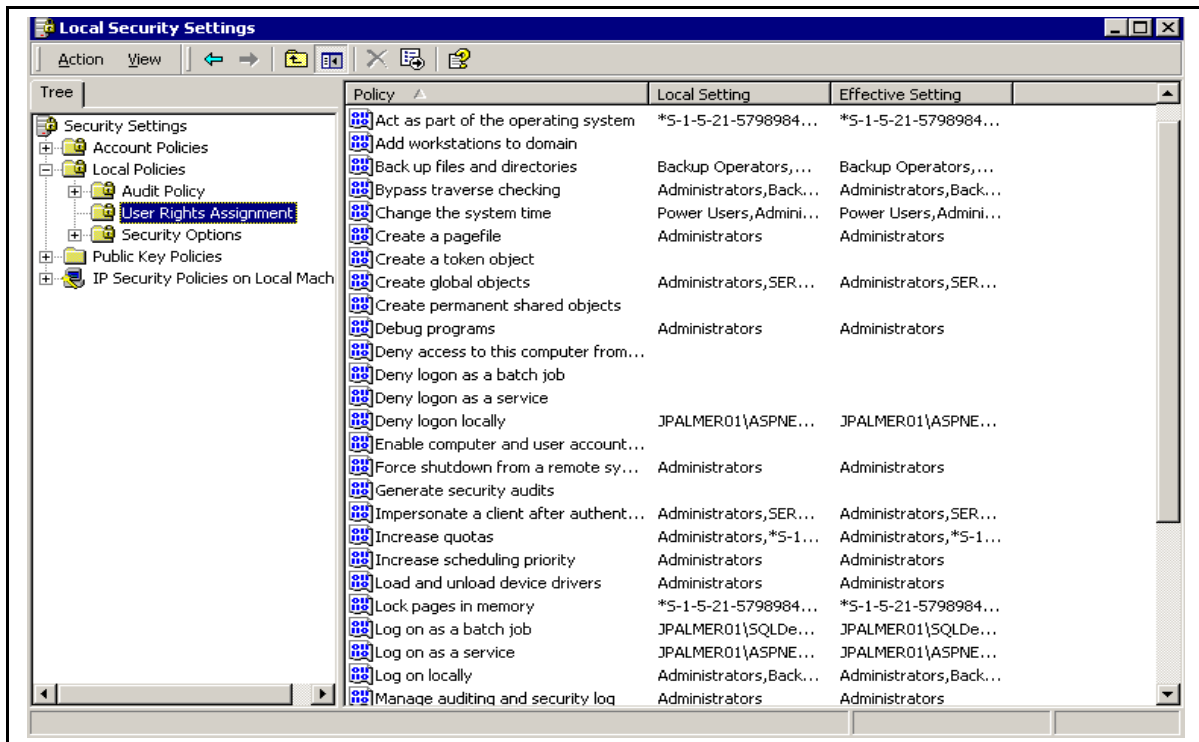 Local Security Settings
Action View
Tree
Security Settings
Account Policies
Local Policies
Audit Policy
User Rights Assignment
Security Options
Public Key Policies
IP Security Policies on Local Mach
Policy Local Setting Effective Setting
Act as part of the operating system *S-1-5-21-5798984... *S-1-5-21-5798984...
Add workstations to domain
Back up files and directories Backup Operators,... Backup Operators,...
Bypass traverse checking Administrators,Back... Administrators,Back...
Change the system time Power Users,Admini... Power Users,Admini...
Create a pagefile Administrators Administrators
Create a token object
Create global objects Administrators,SER... Administrators,SER...
Create permanent shared objects
Debug programs Administrators Administrators
Deny access to this computer from...
Deny logon as a batch job
Deny logon as a service
Deny logon locally JPALMER01\ASPNE... JPALMER01\ASPNE...
Enable computer and user account...
Force shutdown from a remote sy... Administrators Administrators
Generate security audits
Impersonate a client after authent... Administrators,SER... Administrators,SER...
Increase quotas Administrators,*S-1... Administrators,*S-1...
Increase scheduling priority Administrators Administrators
Load and unload device drivers Administrators Administrators
Lock pages in memory *S-1-5-21-5798984... *S-1-5-21-5798984...
Log on as a batch job JPALMER01\SQLDe... JPALMER01\SQLDe...
Log on as a service JPALMER01\ASPNE... JPALMER01\ASPNE...
Log on locally Administrators,Back... Administrators,Back...
Manage auditing and security log Administrators Administrators